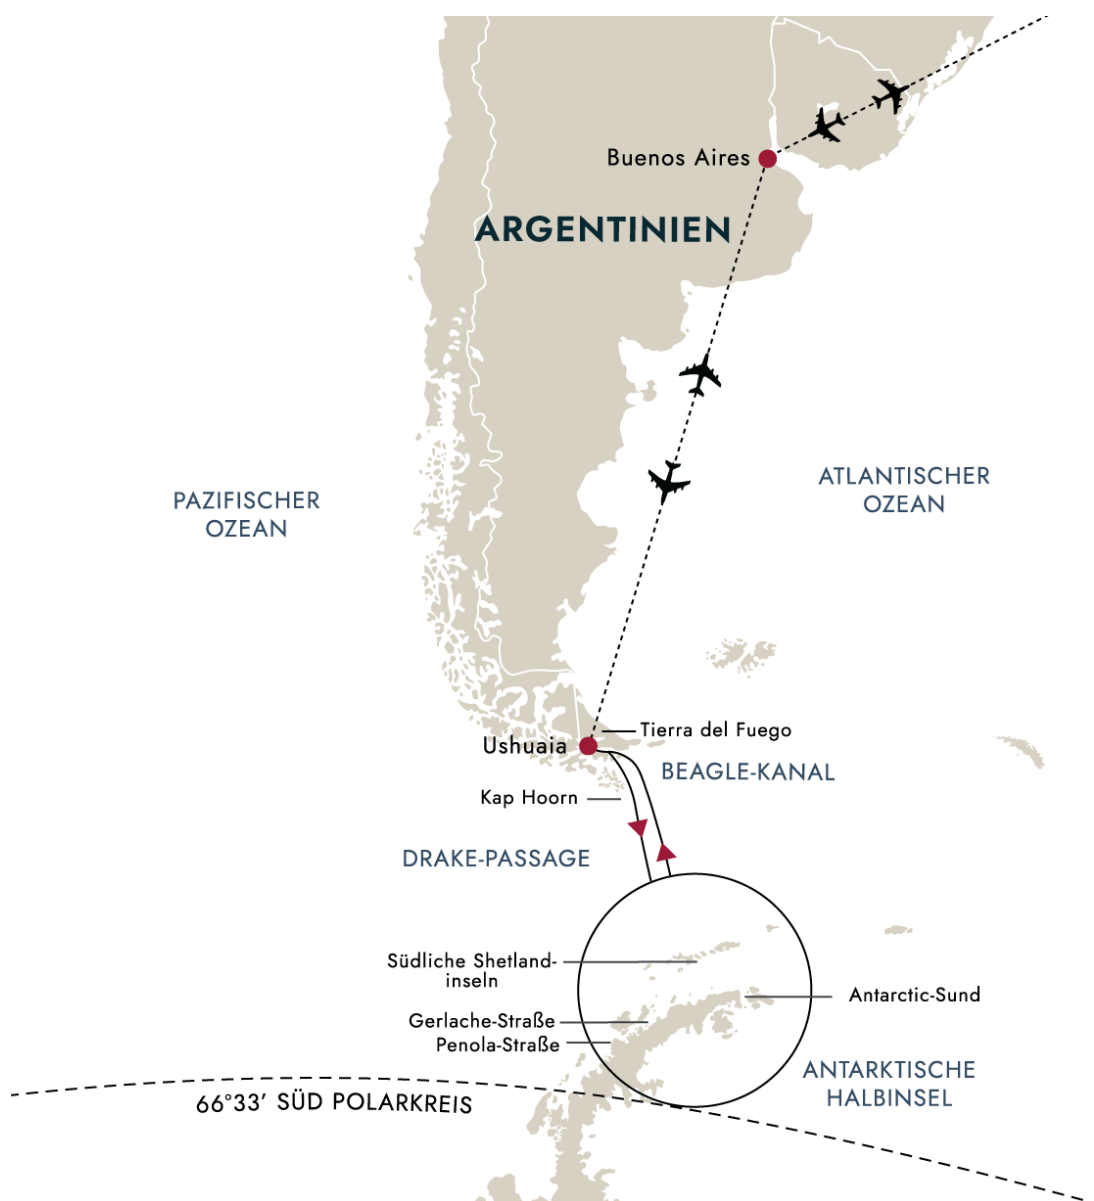 Buenos Aires
ARGENTINIEN
ATLANTISCHER
OZEAN
PAZIFISCHER
OZEAN
Tierra del Fuego
Ushuaia
BEAGLE-KANAL
Kap Hoorn
DRAKE-PASSAGE
Südliche Shetland-
inseln
Antarctic-Sund
Gerlache-Straße
Penola-Straße
ANTARKTISCHE
HALBINSEL
66°33’ SÜD POLARKREIS